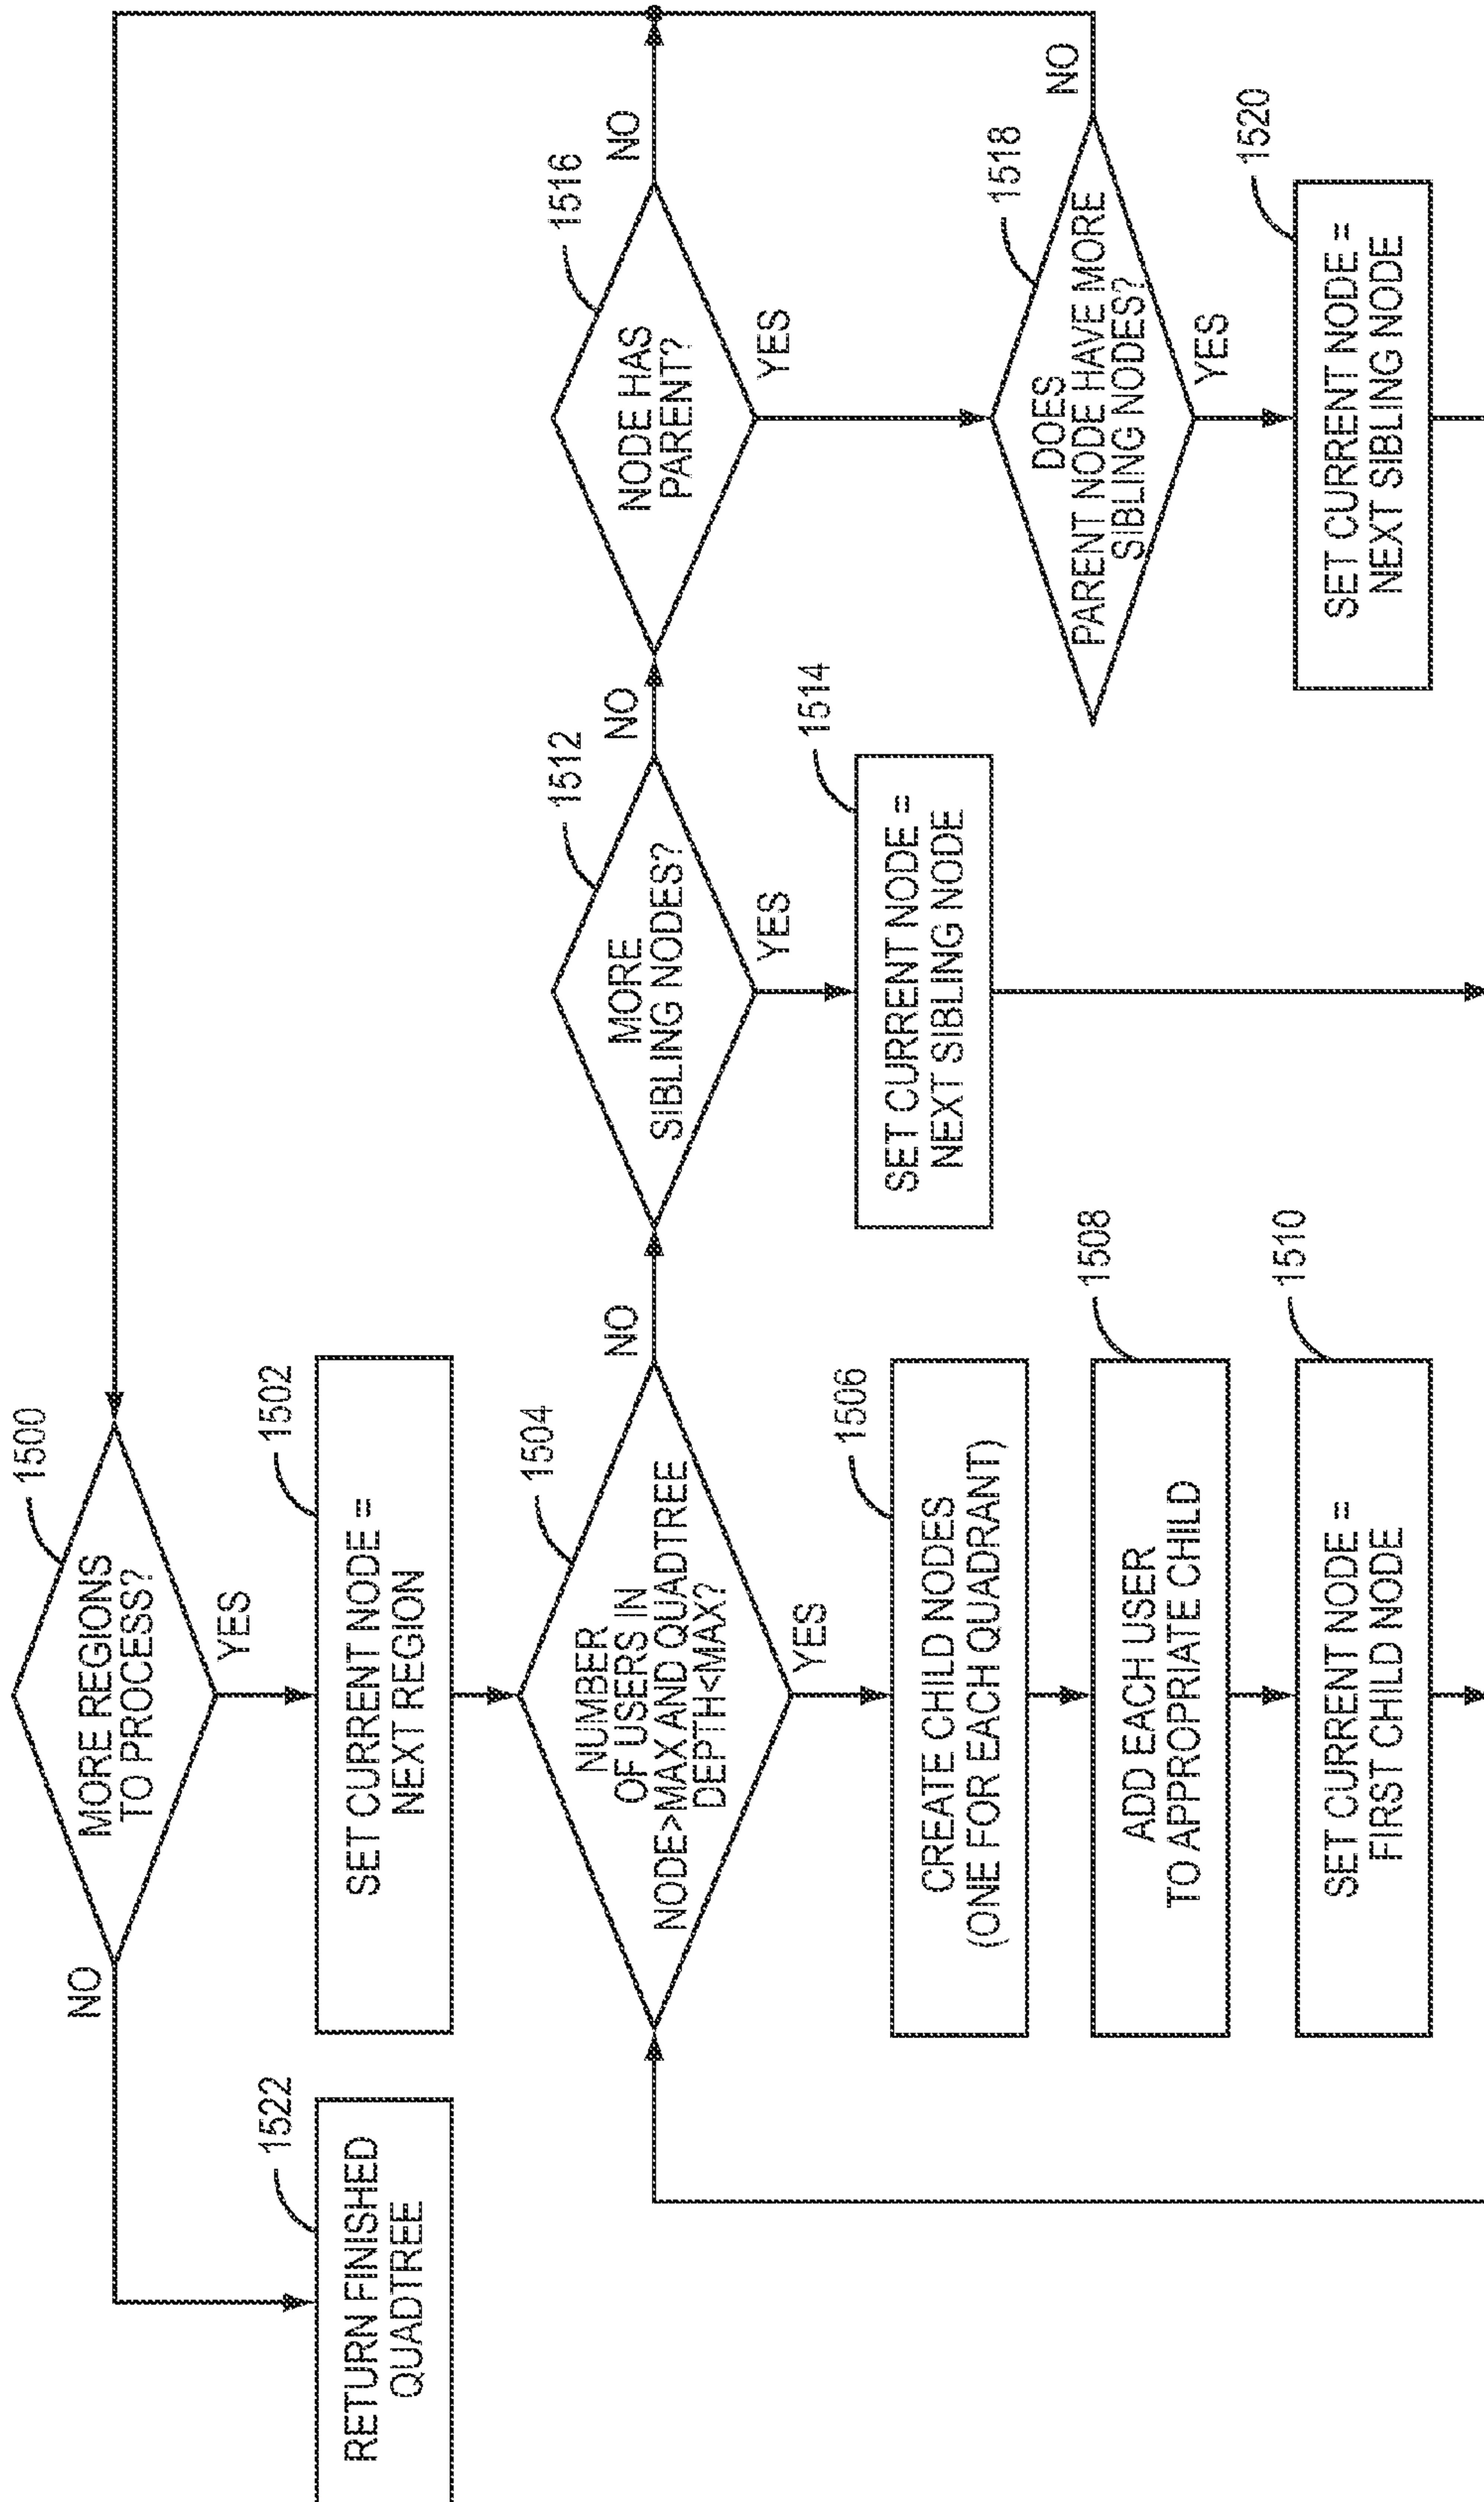 1500
MORE REGIONS
TO PROCESS?
NO
YES
1522
RETURN FINISHED
QUADTREE
1502
SET CURRENT NODE =
NEXT REGION
1504
NUMBER
OF USERS IN
NODE>MAX AND QUADTREE
DEPTH<MAX?
NO
YES
1506
CREATE CHILD NODES
(ONE FOR EACH QUADRANT)
1508
ADD EACH USER
TO APPROPRIATE CHILD
1510
SET CURRENT NODE =
FIRST CHILD NODE
1512
MORE
SIBLING NODES?
NO
YES
1514
SET CURRENT NODE =
NEXT SIBLING NODE
1516
NODE HAS
PARENT?
NO
YES
1518
DOES
PARENT NODE HAVE MORE
SIBLING NODES?
NO
YES
1520
SET CURRENT NODE =
NEXT SIBLING NODE